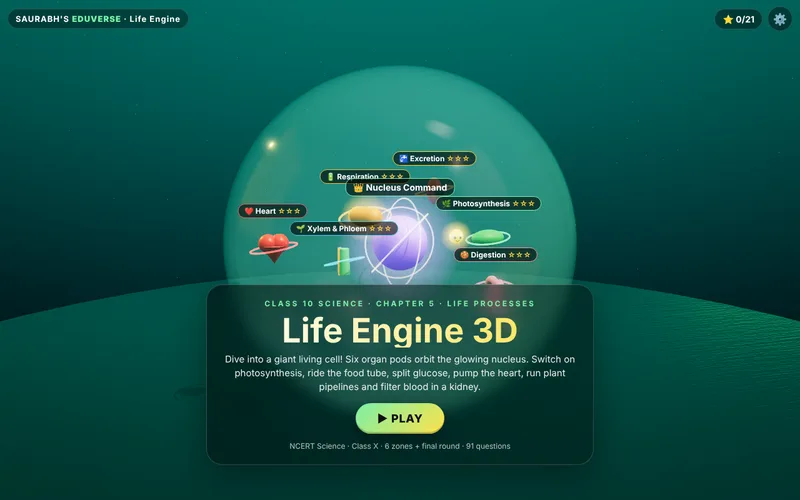 SAURABH'S EDUVERSE · Life Engine
⭐ 0/21
Excretion ☆☆☆
Respiration ☆☆☆
Nucleus Command
Photosynthesis ☆☆☆
Heart ☆☆☆
Xylem & Phloem ☆☆☆
Digestion ☆☆☆
CLASS 10 SCIENCE · CHAPTER 5 · LIFE PROCESSES
Life Engine 3D
Dive into a giant living cell! Six organ pods orbit the glowing nucleus. Switch on
photosynthesis, ride the food tube, split glucose, pump the heart, run plant
pipelines and filter blood in a kidney.
▶ PLAY
NCERT Science · Class X · 6 zones + final round · 91 questions